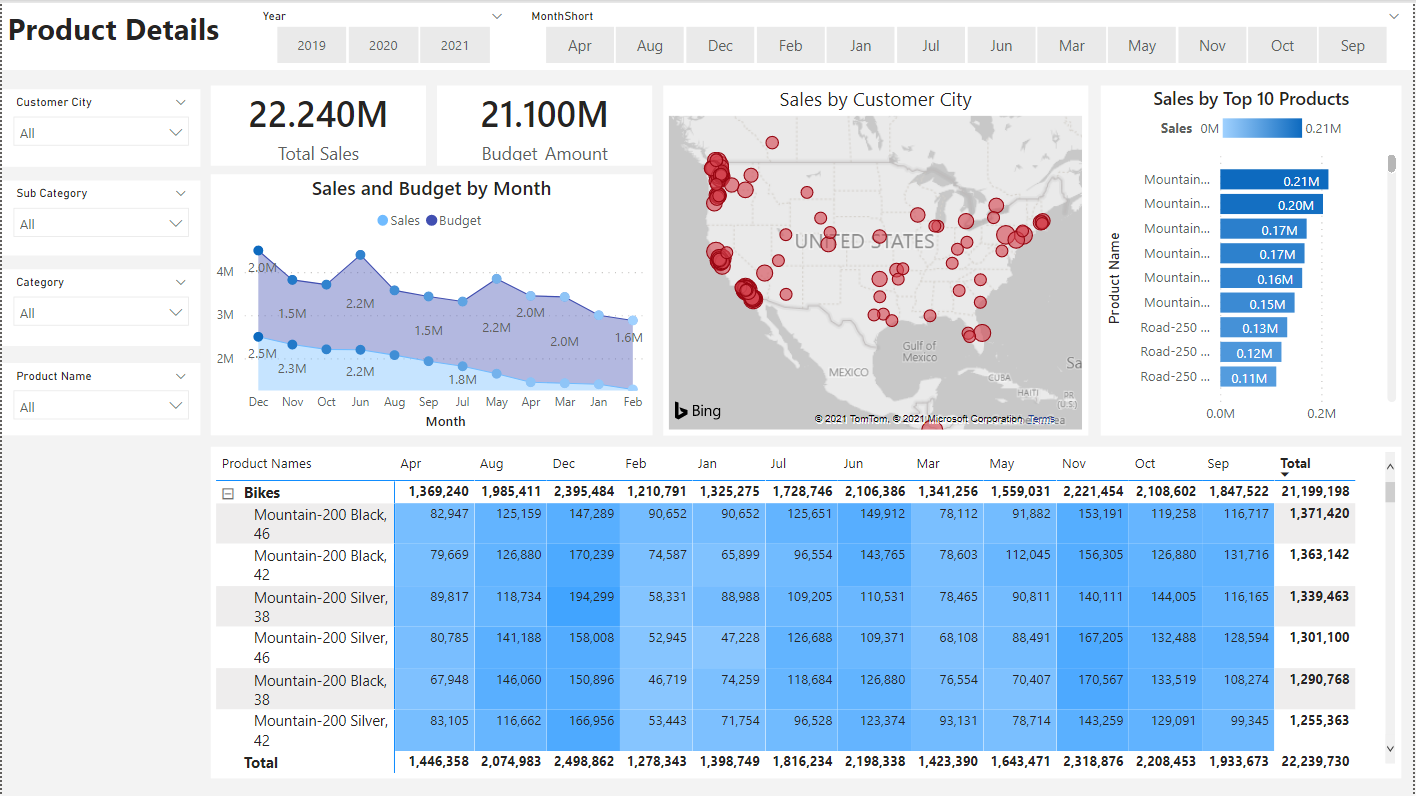 Product Details
Year
2019 2020 2021
MonthShort
Apr Aug Dec Feb Jan Jul Jun Mar May Nov Oct Sep
Customer City
All
Sub Category
All
Category
All
Product Name
All
22.240M
Total Sales
21.100M
Budget Amount
Sales and Budget by Month
Sales Budget
4M
3M
2M
2.0M
1.5M
2.2M
1.5M
2.2M
2.0M
2.0M
1.6M
2.5M
2.3M
2.2M
1.8M
Dec Nov Oct Jun Aug Sep Jul May Apr Mar Jan Feb
Month
Sales by Customer City
UNITED STATES
Gulf of
Mexico
MEXICO
CUBA
HAITI
PR
(U.S.)
Sa
Bing
© 2021 TomTom, © 2021 Microsoft Corporation Terms
Sales by Top 10 Products
Sales 0M 0.21M
Product Name
Mountain... 0.21M
Mountain... 0.20M
Mountain... 0.17M
Mountain... 0.17M
Mountain... 0.16M
Mountain... 0.15M
Road-250 ... 0.13M
Road-250 ... 0.12M
Road-250 ... 0.11M
0.0M 0.2M
Product Names Apr Aug Dec Feb Jan Jul Jun Mar May Nov Oct Sep Total
Bikes 1,369,240 1,985,411 2,395,484 1,210,791 1,325,275 1,728,746 2,106,386 1,341,256 1,559,031 2,221,454 2,108,602 1,847,522 21,199,198
Mountain-200 Black, 82,947 125,159 147,289 90,652 90,652 125,651 149,912 78,112 91,882 153,191 119,258 116,717 1,371,420
46
Mountain-200 Black, 79,669 126,880 170,239 74,587 65,899 96,554 143,765 78,603 112,045 156,305 126,880 131,716 1,363,142
42
Mountain-200 Silver, 89,817 118,734 194,299 58,331 88,988 109,205 110,531 78,465 90,811 140,111 144,005 116,165 1,339,463
38
Mountain-200 Silver, 80,785 141,188 158,008 52,945 47,228 126,688 109,371 68,108 88,491 167,205 132,488 128,594 1,301,100
46
Mountain-200 Black, 67,948 146,060 150,896 46,719 74,259 118,684 126,880 76,554 70,407 170,567 133,519 108,274 1,290,768
38
Mountain-200 Silver, 83,105 116,662 166,956 53,443 71,754 96,528 123,374 93,131 78,714 143,259 129,091 99,345 1,255,363
42
Total 1,446,358 2,074,983 2,498,862 1,278,343 1,398,749 1,816,234 2,198,338 1,423,390 1,643,471 2,318,876 2,208,453 1,933,673 22,239,730